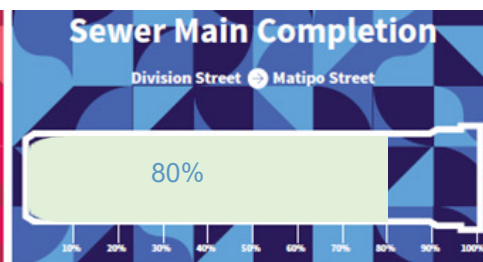 Sewer Main Completion
Division Street → Matipo Street
80%
10% 20% 30% 40% 50% 60% 70% 80% 90% 100%